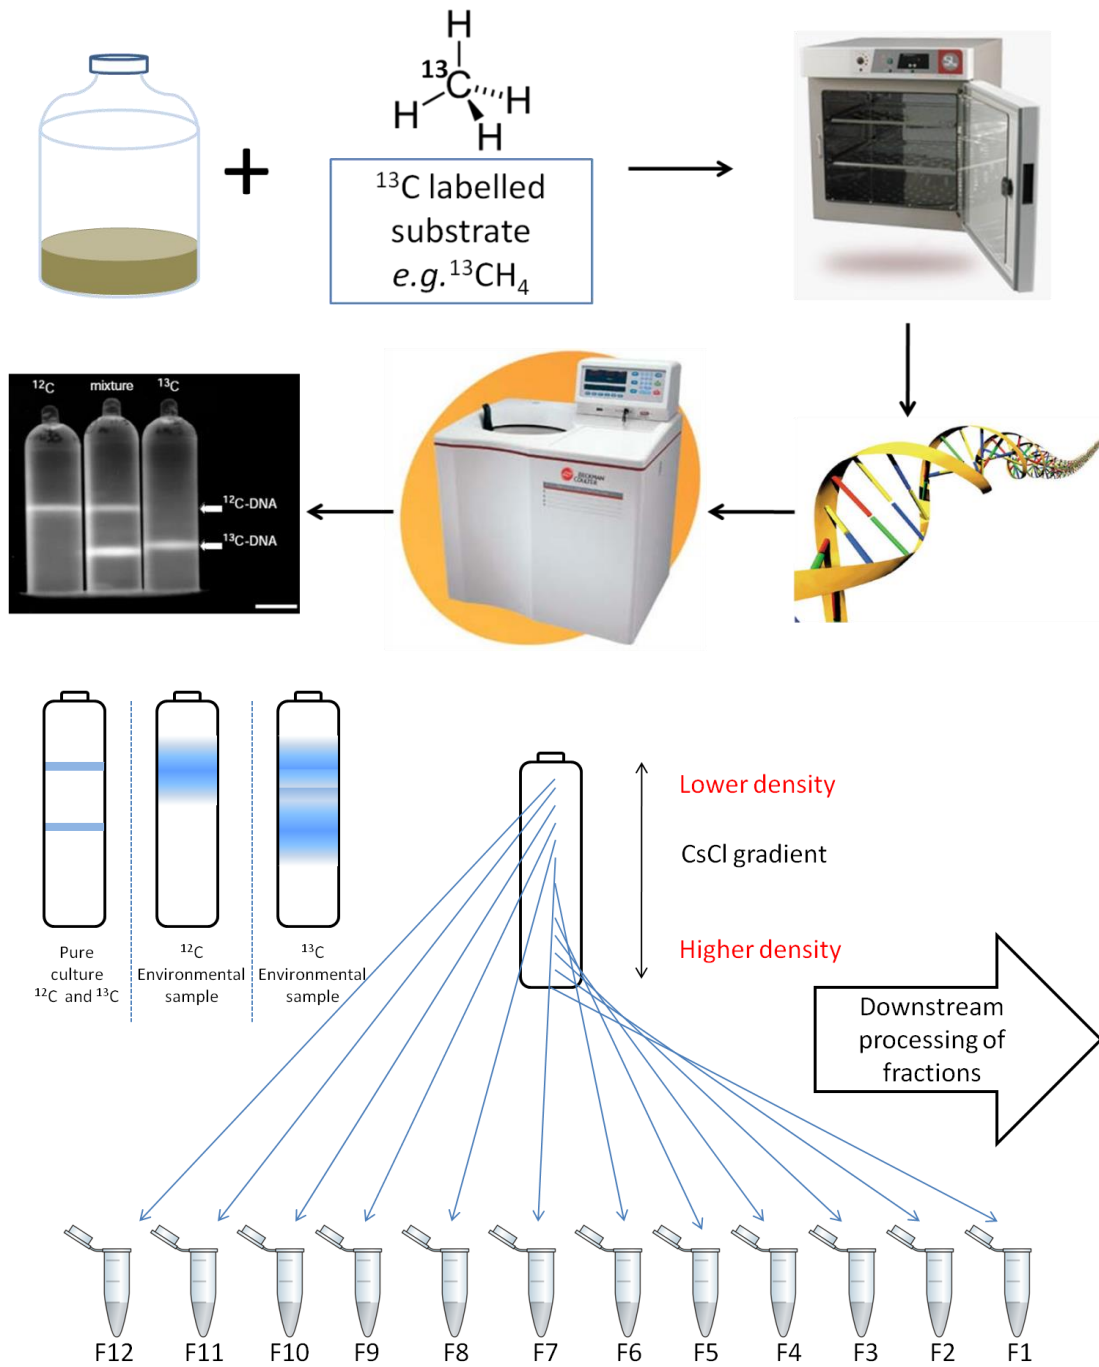 H
13
C
H
H
H
+
¹³C labelled
substrate
e.g.¹³CH₄
¹²C
mixture
¹³C
¹²C-DNA
¹³C-DNA
BECKMAN
COULTER
Pure
culture
¹²C and ¹³C
¹²C
Environmental
sample
¹³C
Environmental
sample
Lower density
CsCl gradient
Higher density
Downstream
processing of
fractions
F12
F11
F10
F9
F8
F7
F6
F5
F4
F3
F2
F1